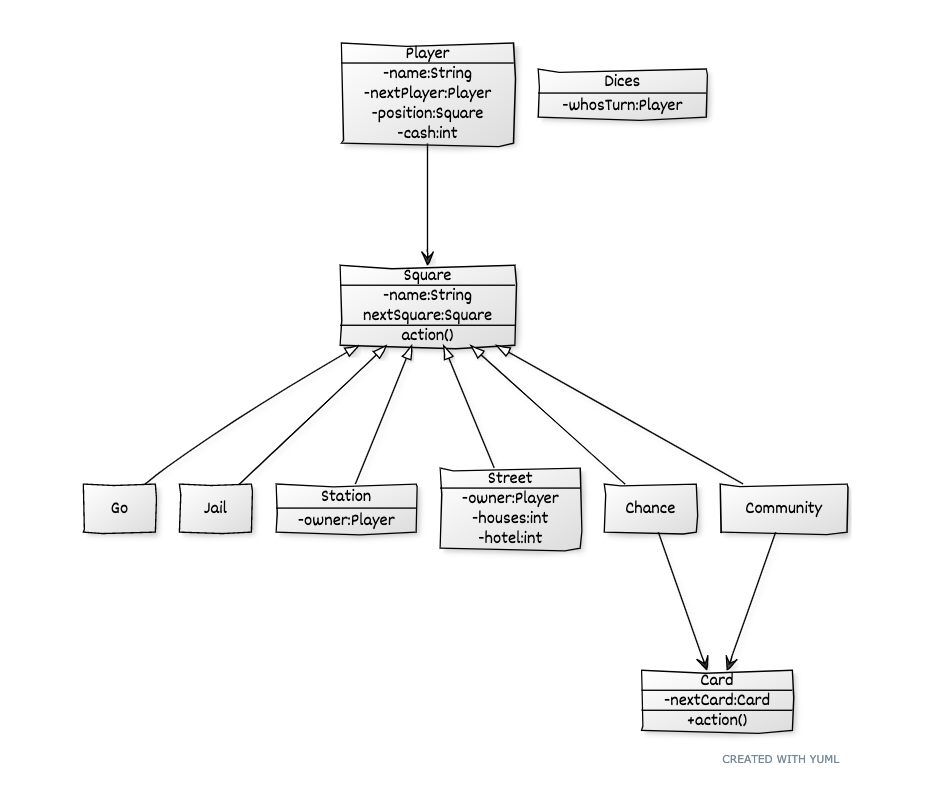 Player
-name:String
-nextPlayer:Player
-position:Square
-cash:int
Dices
-whosTurn:Player
Square
-name:String
nextSquare:Square
action()
Go
Jail
Station
-owner:Player
Street
-owner:Player
-houses:int
-hotel:int
Chance
Community
Card
-nextCard:Card
+action()
CREATED WITH YUML